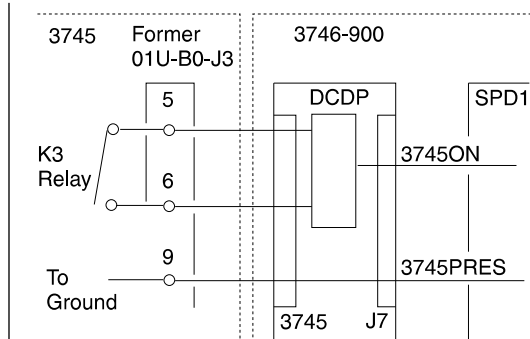 3745
Former
01U-B0-J3
3746-900
5
DCDP
SPD1
K3
Relay
3745ON
6
9
To
Ground
3745PRES
3745
J7